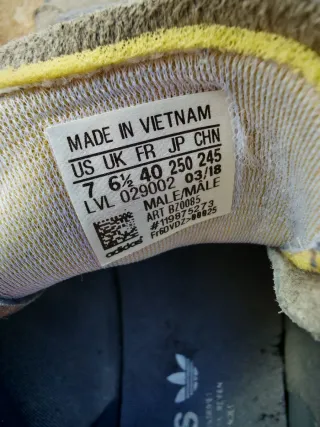 MADE IN VIETNAM
US UK FR JP CHN
7 6½ 40 250 245
LVL 029002 03/18
MALE/MÂLE
ART B70085
#119875273
adidas
S